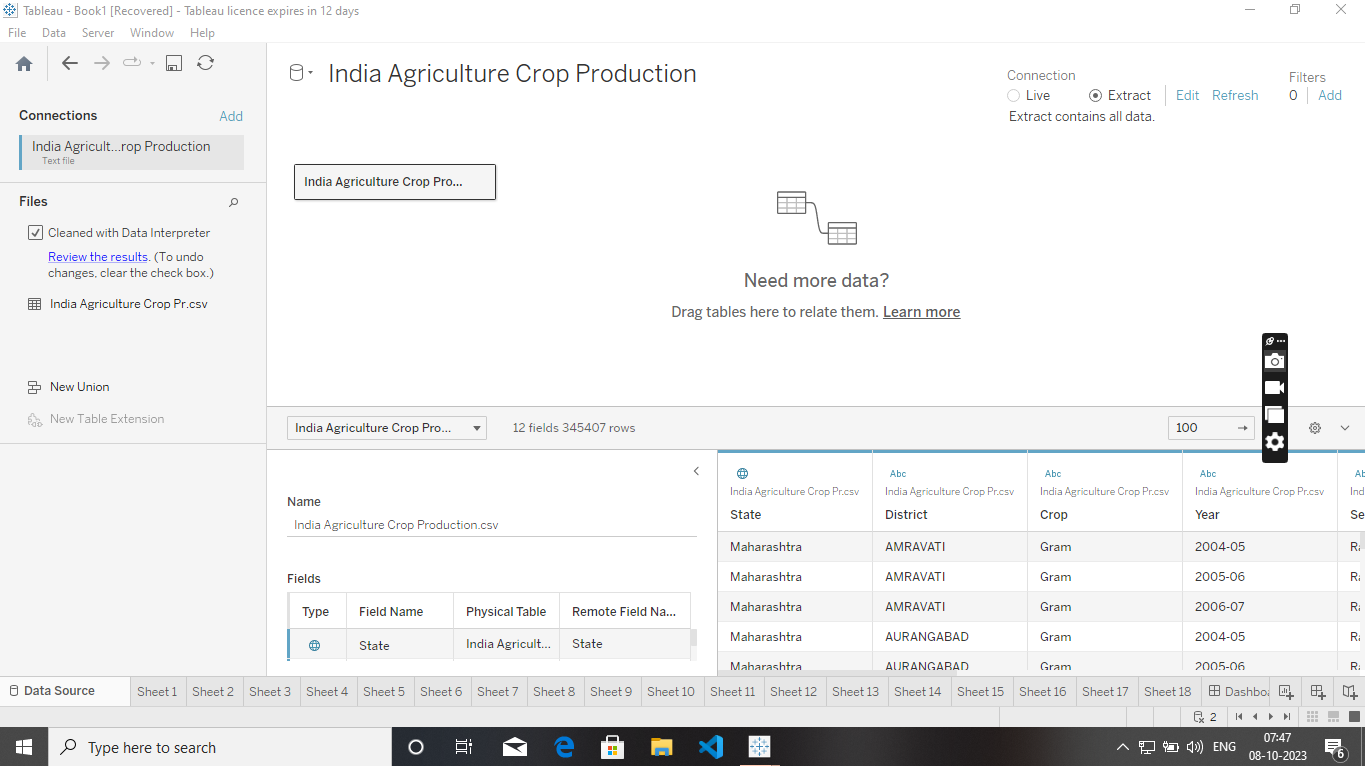 Tableau - Book1 [Recovered] - Tableau licence expires in 12 days
File Data Server Window Help
Connections Add
India Agricult...rop Production
Text file
Files
Cleaned with Data Interpreter
Review the results. (To undo
changes, clear the check box.)
India Agriculture Crop Pr.csv
New Union
New Table Extension
India Agriculture Crop Production
Connection
Live Extract Edit Refresh
Extract contains all data.
Filters
0 Add
India Agriculture Crop Pro...
Need more data?
Drag tables here to relate them. Learn more
India Agriculture Crop Pro... 12 fields 345407 rows 100
Name
India Agriculture Crop Production.csv
Fields
Type Field Name Physical Table Remote Field Na...
State India Agricult... State
Abc Abc Abc Ab
India Agriculture Crop Pr.csv India Agriculture Crop Pr.csv India Agriculture Crop Pr.csv India Agriculture Crop Pr.csv Ind
State District Crop Year Se
Maharashtra AMRAVATI Gram 2004-05 Ra
Maharashtra AMRAVATI Gram 2005-06 Ra
Maharashtra AMRAVATI Gram 2006-07 Ra
Maharashtra AURANGABAD Gram 2004-05 Ra
Maharashtra AURANGABAD Gram 2005-06 Ra
Data Source Sheet 1 Sheet 2 Sheet 3 Sheet 4 Sheet 5 Sheet 6 Sheet 7 Sheet 8 Sheet 9 Sheet 10 Sheet 11 Sheet 12 Sheet 13 Sheet 14 Sheet 15 Sheet 16 Sheet 17 Sheet 18 Dashbo
2
Type here to search ENG 07:47
08-10-2023 6